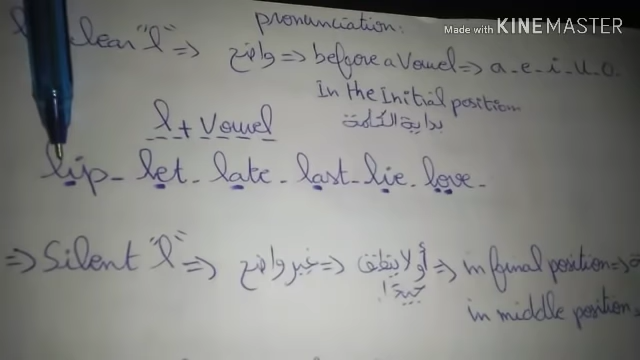 pronunciation:
Made with KINEMASTER
clear "l" => واضح => before a Vowel => a - e - i - u - o
In the Initial position
بداية الكلمة
l + Vowel
lip - let - late - last - lie - love -
=> Silent "l" => غير واضح <= أو لا ينطق => in final position =>
جيدا!
in middle position